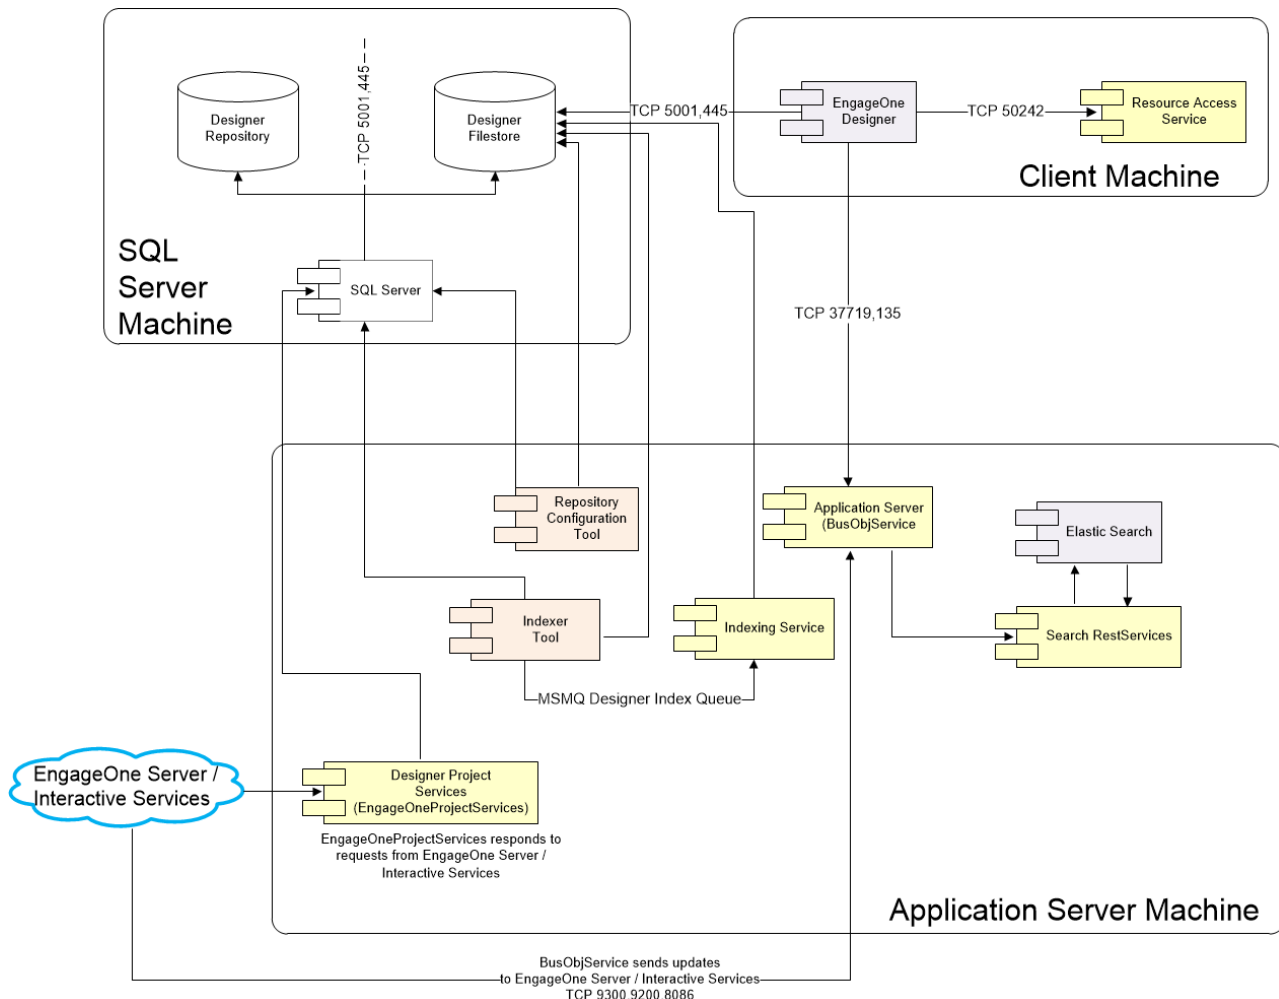 Designer
Repository
TCP 5001,445
Designer
Filestore
TCP 5001,445
EngageOne
Designer
TCP 50242
Resource Access
Service
Client Machine
SQL
Server
Machine
SQL Server
TCP 37719,135
Repository
Configuration
Tool
Application Server
(BusObjService
Elastic Search
Indexer
Tool
Indexing Service
Search RestServices
MSMQ Designer Index Queue
EngageOne Server /
Interactive Services
Designer Project
Services
(EngageOneProjectServices)
EngageOneProjectServices responds to
requests from EngageOne Server /
Interactive Services
Application Server Machine
BusObjService sends updates
to EngageOne Server / Interactive Services
TCP 9300,9200,8086